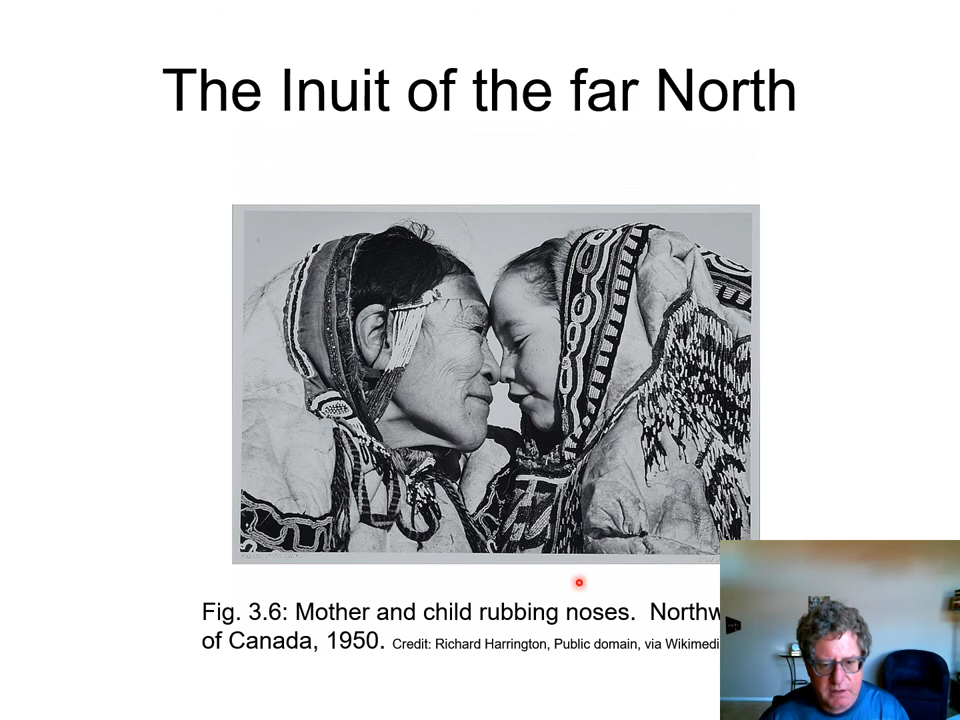 The Inuit of the far North
Fig. 3.6: Mother and child rubbing noses. 
of Canada, 1950. Credit: Richard Harrington, Public domain, via